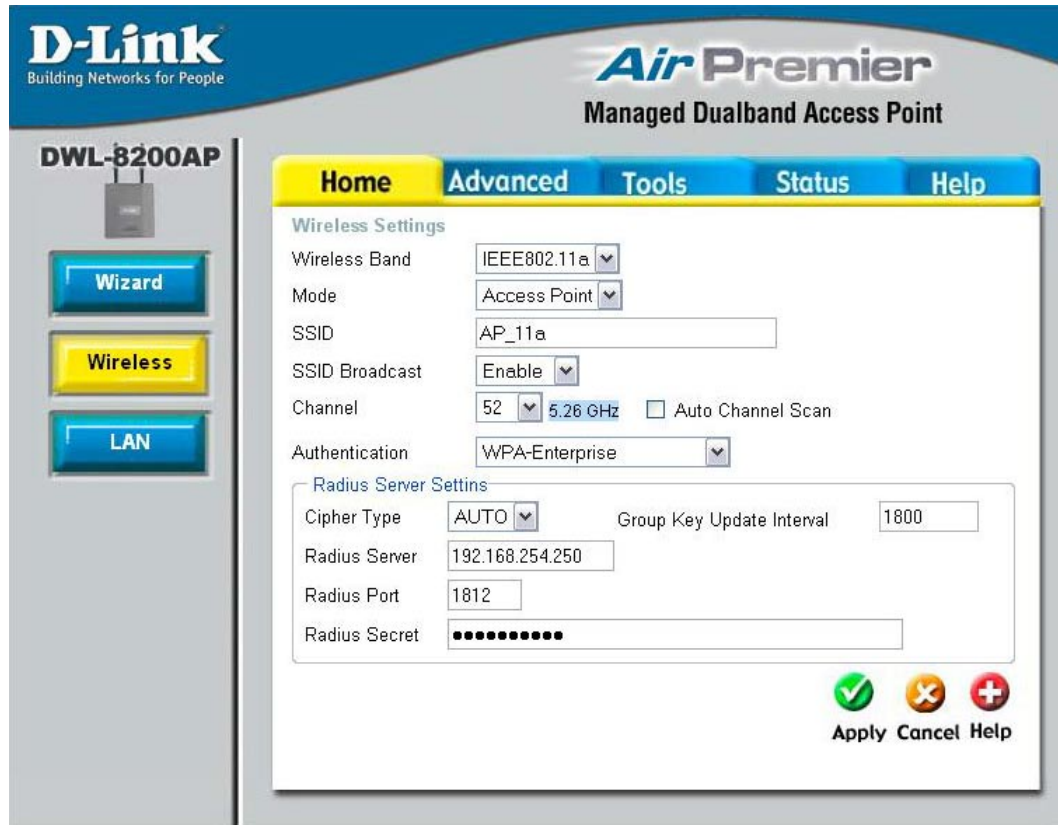 D-Link
Building Networks for People
Air Premier
Managed Dualband Access Point
DWL-8200AP
Home Advanced Tools Status Help
Wizard
Wireless
LAN
Wireless Settings
Wireless Band IEEE802.11a
Mode Access Point
SSID AP_11a
SSID Broadcast Enable
Channel 52 5.26 GHz Auto Channel Scan
Authentication WPA-Enterprise
Radius Server Settins
Cipher Type AUTO Group Key Update Interval 1800
Radius Server 192.168.254.250
Radius Port 1812
Radius Secret ●●●●●●●●●●
Apply Cancel Help